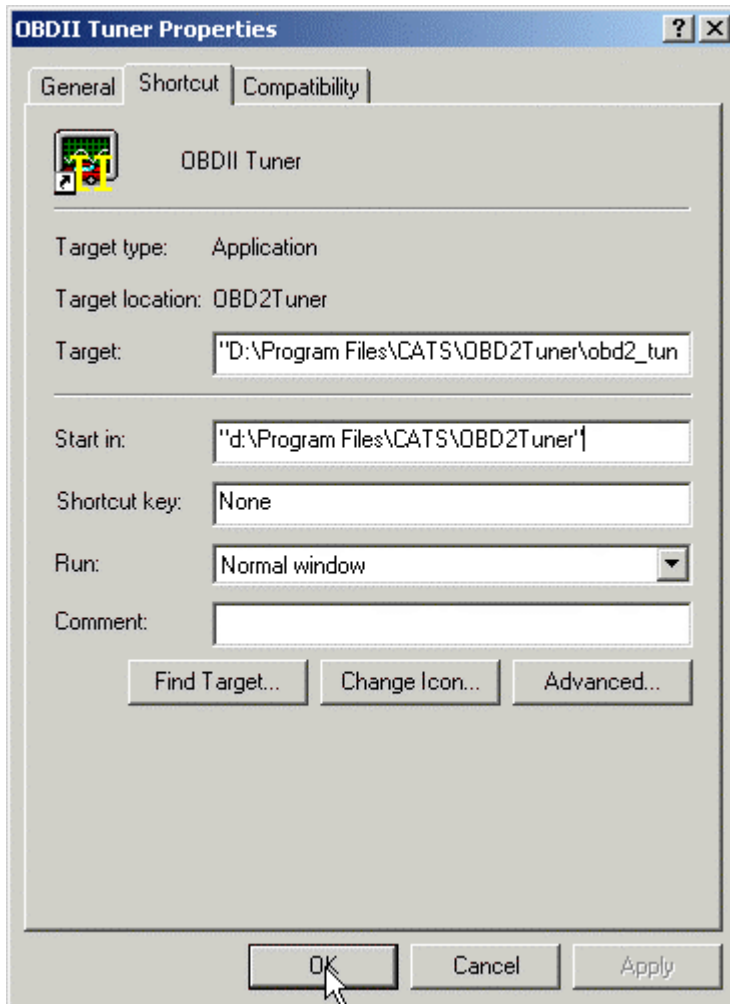 OBDII Tuner Properties
General Shortcut Compatibility
OBDII Tuner
Target type: Application
Target location: OBD2Tuner
Target: "D:\Program Files\CATS\OBD2Tuner\obd2_tun
Start in: "d:\Program Files\CATS\OBD2Tuner"
Shortcut key: None
Run: Normal window
Comment:
Find Target... Change Icon... Advanced...
OK Cancel Apply